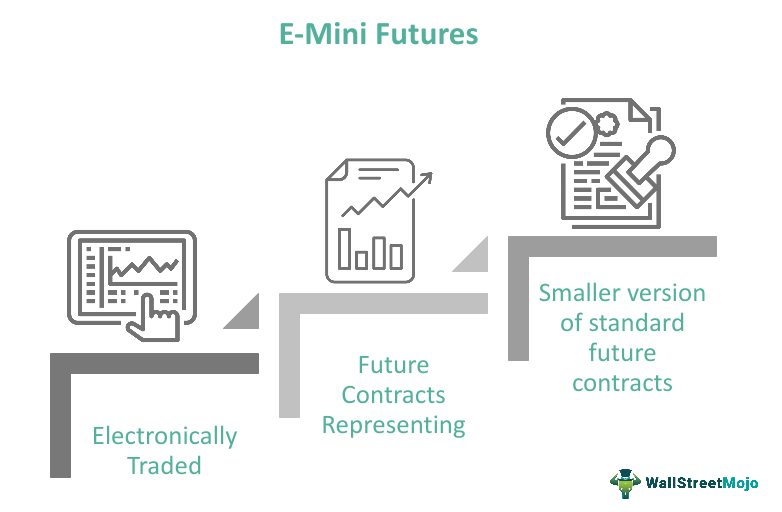 E-Mini Futures
Electronically
Traded
Future
Contracts
Representing
Smaller version
of standard
future
contracts
WallStreetMojo